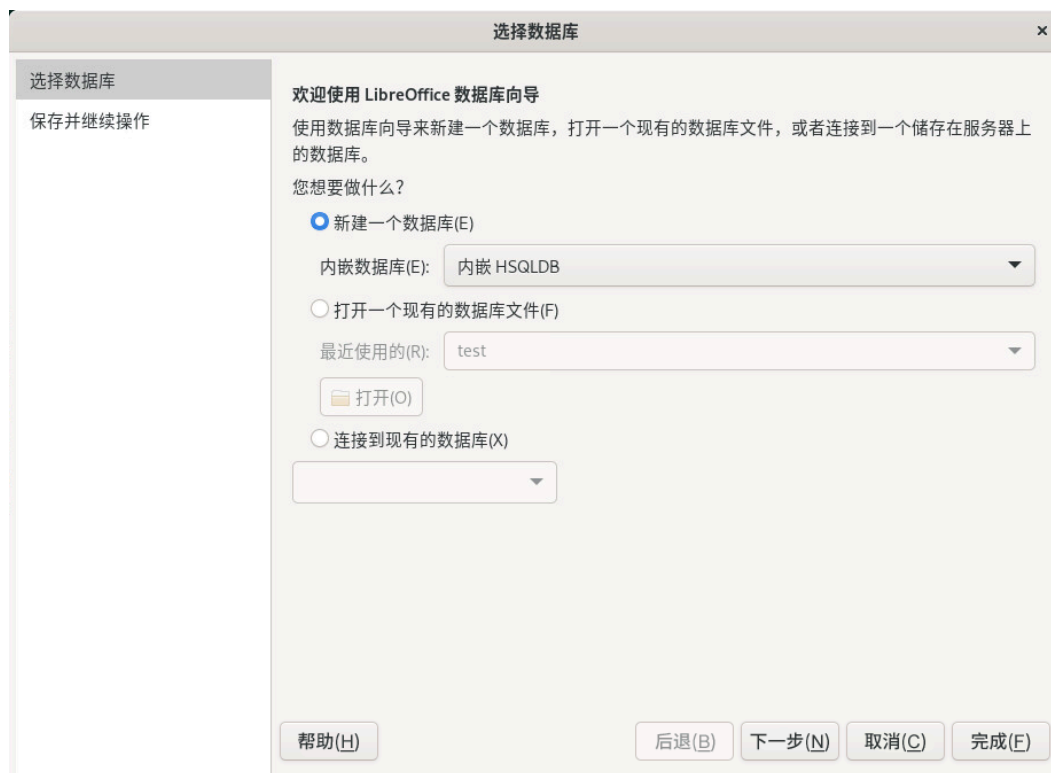 选择数据库
×
选择数据库
保存并继续操作
欢迎使用 LibreOffice 数据库向导
使用数据库向导来新建一个数据库，打开一个现有的数据库文件，或者连接到一个储存在服务器上
的数据库。
您想要做什么?
新建一个数据库(E)
内嵌数据库(E): 内嵌 HSQLDB
打开一个现有的数据库文件(F)
最近使用的(R): test
打开(O)
连接到现有的数据库(X)
帮助(H) 后退(B) 下一步(N) 取消(C) 完成(F)